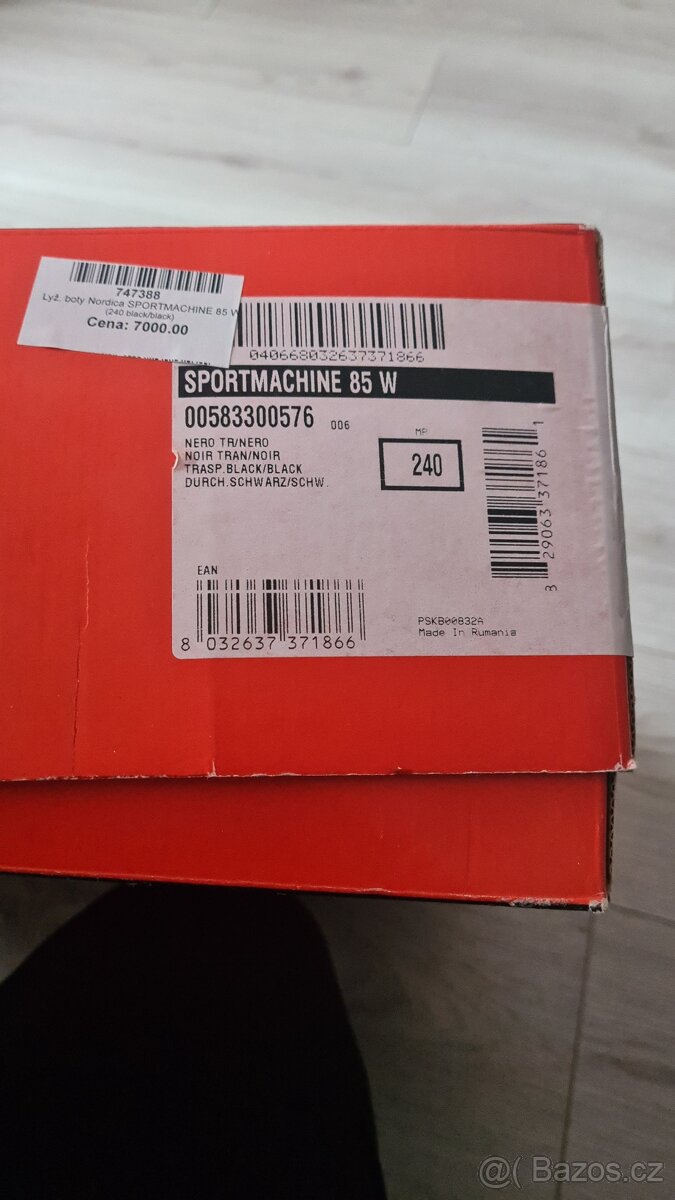 747388
Lyž. boty Nordica SPORTMACHINE 85 W
(240 black/black)
Cena: 7000.00
040668032637371866
SPORTMACHINE 85 W
00583300576 006
NERO TR/NERO
NOIR TRAN/NOIR
TRASP.BLACK/BLACK
DURCH.SCHWARZ/SCHW.
MP
240
3 29063 37186 1
EAN
8 032637 371866
PSKB00832A
Made In Rumania
@( Bazos.cz